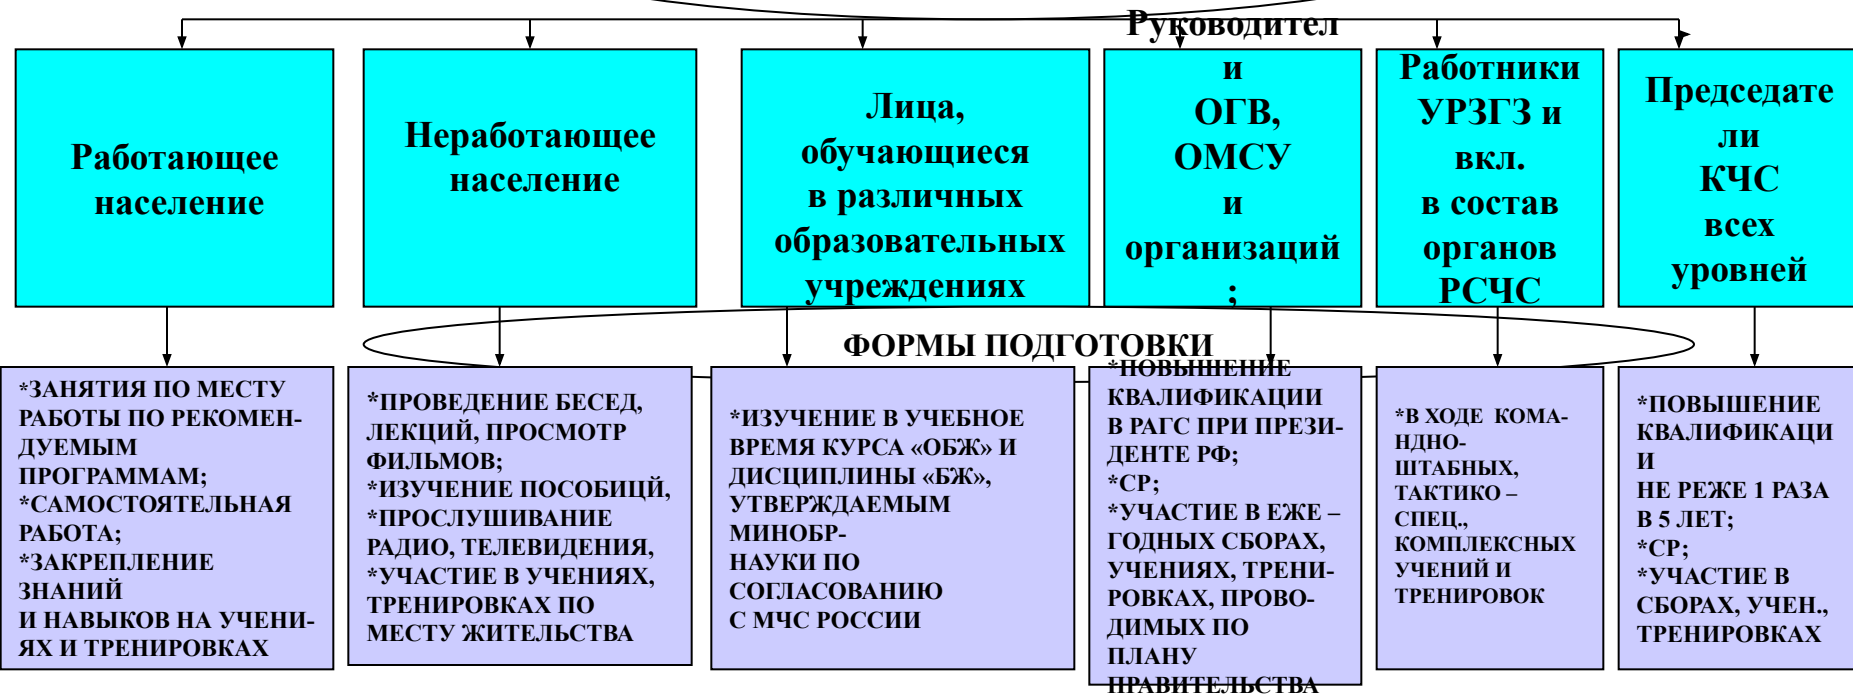 Работающее
население
Неработающее
население
Лица,
обучающиеся
в различных
образовательных
учреждениях
Руководител
и
ОГВ,
ОМСУ
и
организаций
;
Работники
УРЗГЗ и
вкл.
в состав
органов
РСЧС
Председате
ли
КЧС
всех
уровней
ФОРМЫ ПОДГОТОВКИ
*ЗАНЯТИЯ ПО МЕСТУ
РАБОТЫ ПО РЕКОМЕН-
ДУЕМЫМ
ПРОГРАММАМ;
*САМОСТОЯТЕЛЬНАЯ
РАБОТА;
*ЗАКРЕПЛЕНИЕ
ЗНАНИЙ
И НАВЫКОВ НА УЧЕНИ-
ЯХ И ТРЕНИРОВКАХ
*ПРОВЕДЕНИЕ БЕСЕД,
ЛЕКЦИЙ, ПРОСМОТР
ФИЛЬМОВ;
*ИЗУЧЕНИЕ ПОСОБИЦЙ,
*ПРОСЛУШИВАНИЕ
РАДИО, ТЕЛЕВИДЕНИЯ,
*УЧАСТИЕ В УЧЕНИЯХ,
ТРЕНИРОВКАХ ПО
МЕСТУ ЖИТЕЛЬСТВА
*ИЗУЧЕНИЕ В УЧЕБНОЕ
ВРЕМЯ КУРСА «ОБЖ» И
ДИСЦИПЛИНЫ «БЖ»,
УТВЕРЖДАЕМЫМ
МИНОБР-
НАУКИ ПО
СОГЛАСОВАНИЮ
С МЧС РОССИИ
*ПОВЫШЕНИЕ
КВАЛИФИКАЦИИ
В РАГС ПРИ ПРЕЗИ-
ДЕНТЕ РФ;
*СР;
*УЧАСТИЕ В ЕЖЕ –
ГОДНЫХ СБОРАХ,
УЧЕНИЯХ, ТРЕНИ-
РОВКАХ, ПРОВО-
ДИМЫХ ПО
ПЛАНУ
ПРАВИТЕЛЬСТВА
*В ХОДЕ КОМА-
НДНО-
ШТАБНЫХ,
ТАКТИКО –
СПЕЦ.,
КОМПЛЕКСНЫХ
УЧЕНИЙ И
ТРЕНИРОВОК
*ПОВЫШЕНИЕ
КВАЛИФИКАЦИ
И
НЕ РЕЖЕ 1 РАЗА
В 5 ЛЕТ;
*СР;
*УЧАСТИЕ В
СБОРАХ, УЧЕН.,
ТРЕНИРОВКАХ